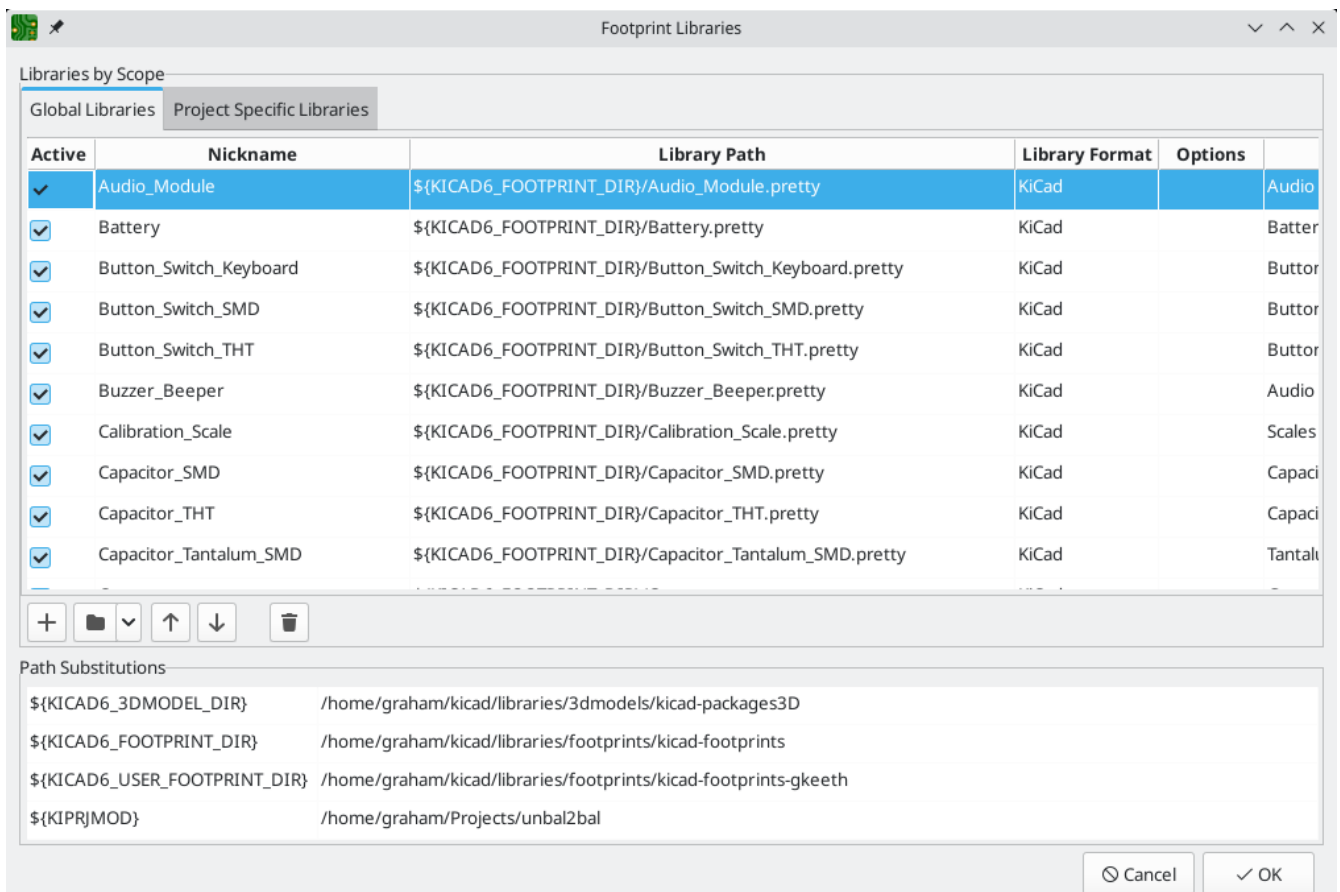 Footprint Libraries
Libraries by Scope
Global Libraries Project Specific Libraries
Active Nickname Library Path Library Format Options
Audio_Module ${KICAD6_FOOTPRINT_DIR}/Audio_Module.pretty KiCad Audio
Battery ${KICAD6_FOOTPRINT_DIR}/Battery.pretty KiCad Batter
Button_Switch_Keyboard ${KICAD6_FOOTPRINT_DIR}/Button_Switch_Keyboard.pretty KiCad Button
Button_Switch_SMD ${KICAD6_FOOTPRINT_DIR}/Button_Switch_SMD.pretty KiCad Button
Button_Switch_THT ${KICAD6_FOOTPRINT_DIR}/Button_Switch_THT.pretty KiCad Button
Buzzer_Beeper ${KICAD6_FOOTPRINT_DIR}/Buzzer_Beeper.pretty KiCad Audio
Calibration_Scale ${KICAD6_FOOTPRINT_DIR}/Calibration_Scale.pretty KiCad Scales
Capacitor_SMD ${KICAD6_FOOTPRINT_DIR}/Capacitor_SMD.pretty KiCad Capaci
Capacitor_THT ${KICAD6_FOOTPRINT_DIR}/Capacitor_THT.pretty KiCad Capaci
Capacitor_Tantalum_SMD ${KICAD6_FOOTPRINT_DIR}/Capacitor_Tantalum_SMD.pretty KiCad Tantalu
Path Substitutions
${KICAD6_3DMODEL_DIR} /home/graham/kicad/libraries/3dmodels/kicad-packages3D
${KICAD6_FOOTPRINT_DIR} /home/graham/kicad/libraries/footprints/kicad-footprints
${KICAD6_USER_FOOTPRINT_DIR} /home/graham/kicad/libraries/footprints/kicad-footprints-gkeeth
${KIPRJMOD} /home/graham/Projects/unbal2bal
Cancel OK